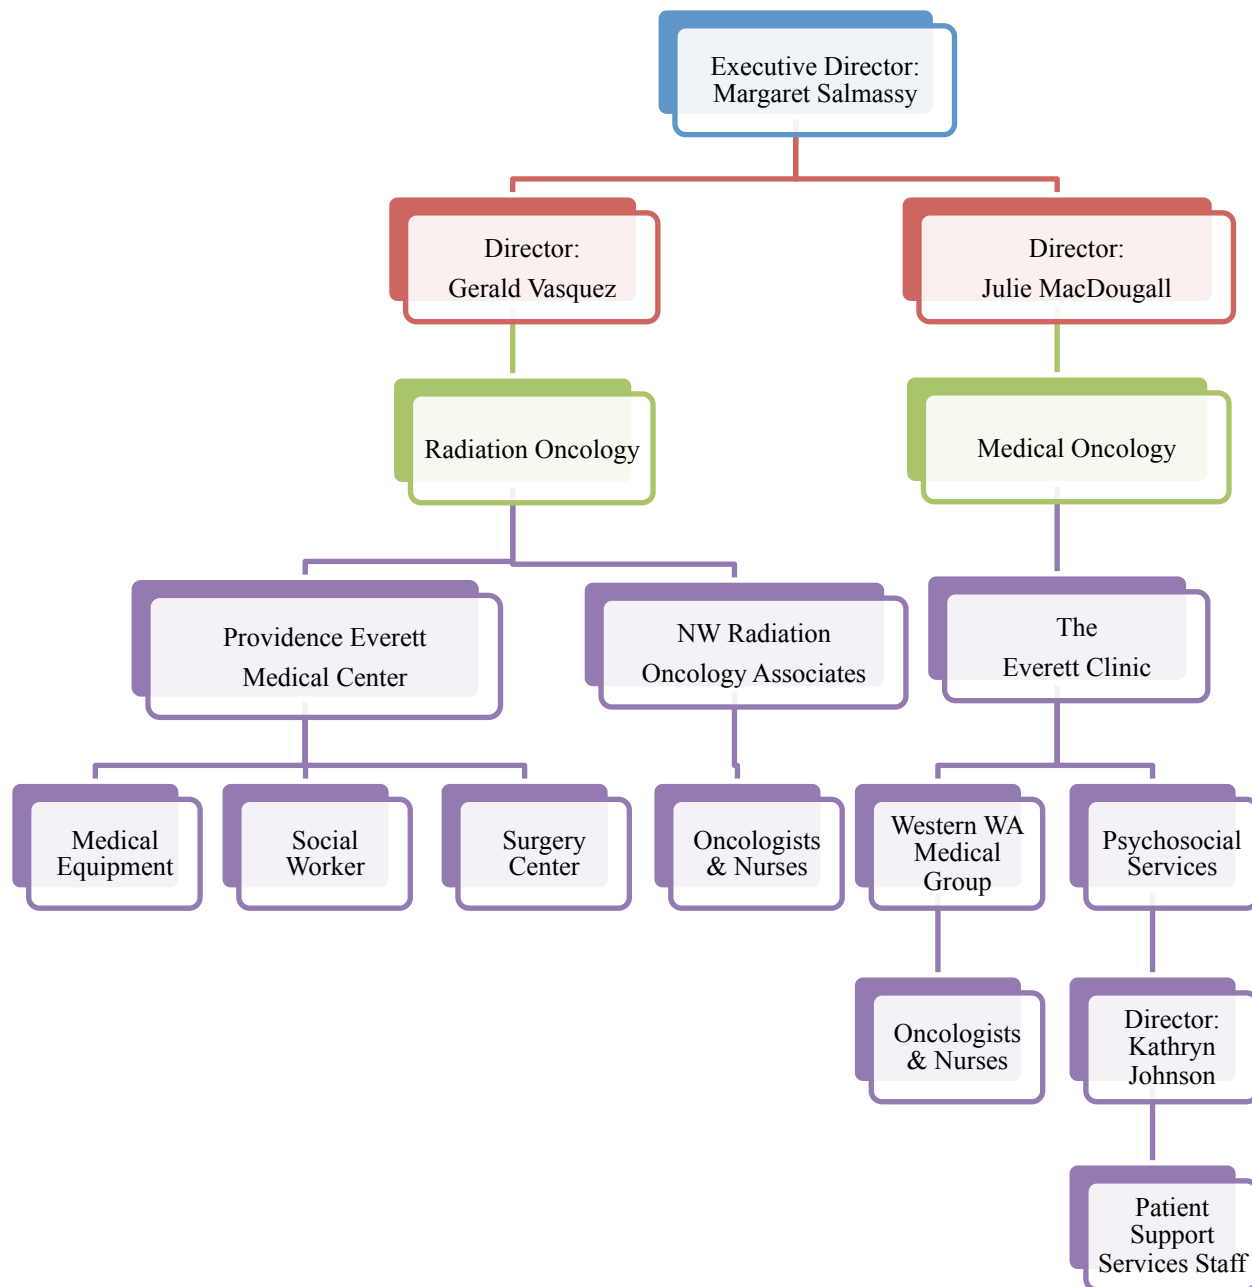 Executive Director:
Margaret Salmassy
Director:
Gerald Vasquez
Director:
Julie MacDougall
Radiation Oncology
Medical Oncology
Providence Everett
Medical Center
NW Radiation
Oncology Associates
The
Everett Clinic
Medical
Equipment
Social
Worker
Surgery
Center
Oncologists
& Nurses
Western WA
Medical
Group
Psychosocial
Services
Oncologists
& Nurses
Director:
Kathryn
Johnson
Patient
Support
Services Staff